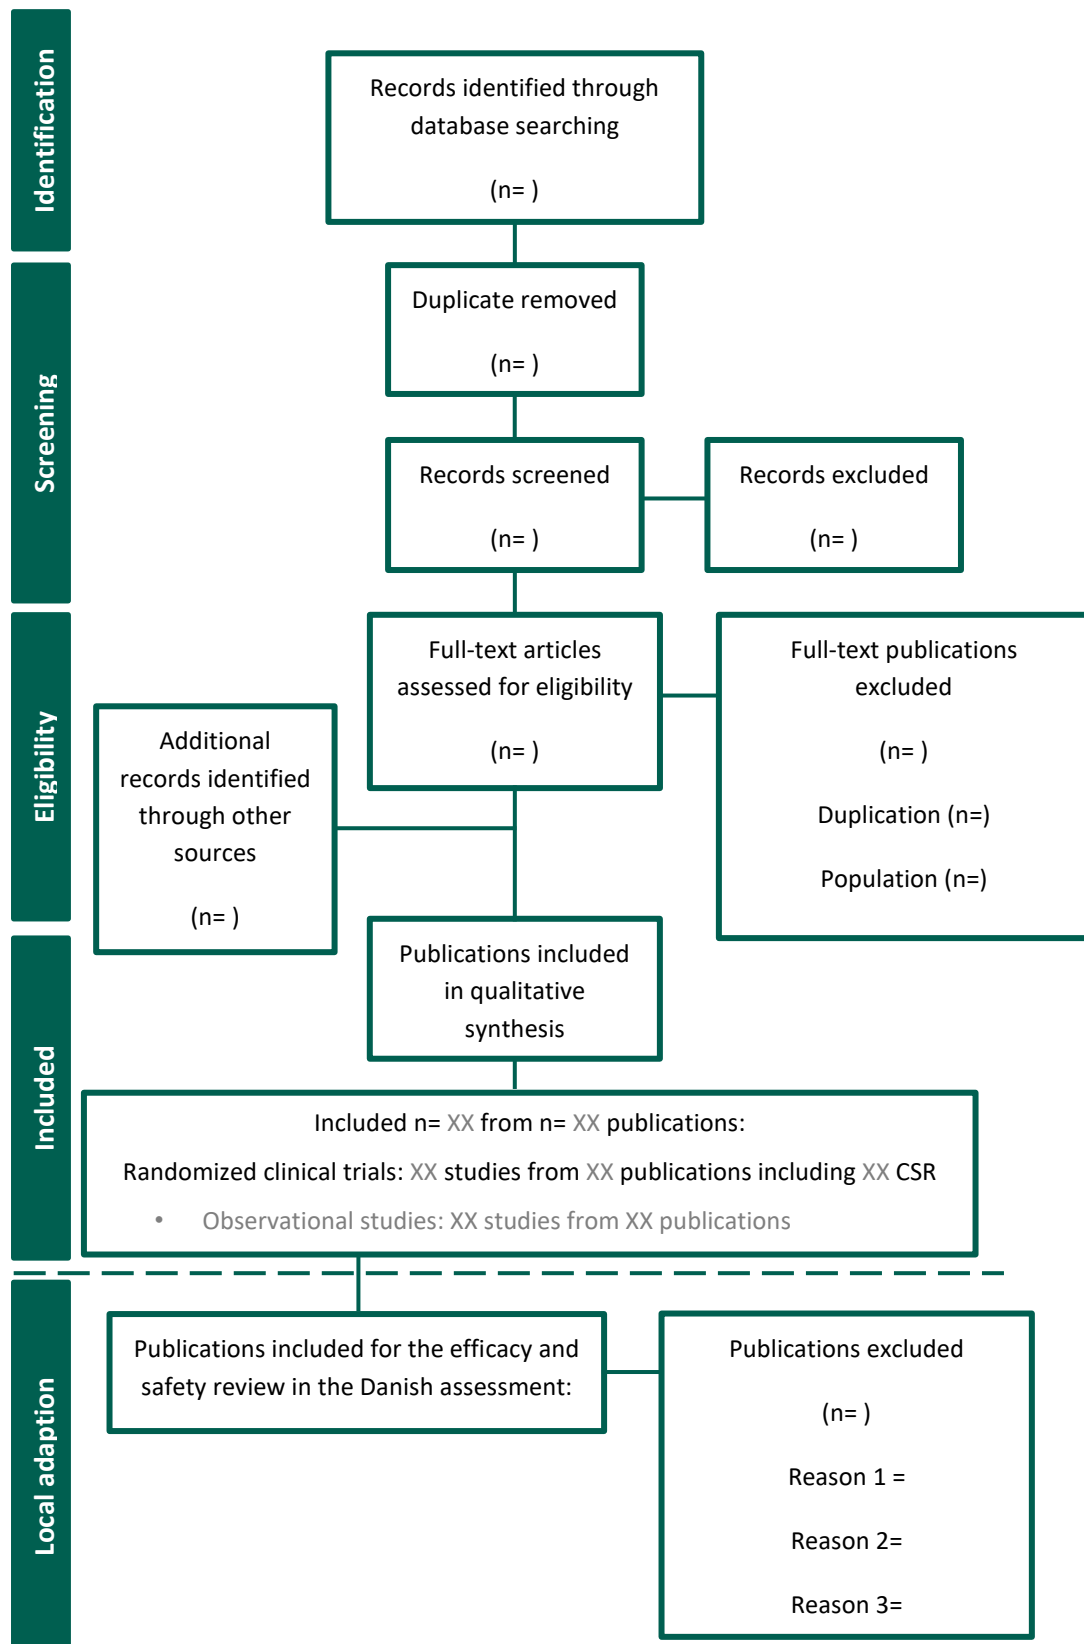 Identification
Records identified through
database searching
(n= )
Screening
Duplicate removed
(n= )
Records screened
(n= )
Records excluded
(n= )
Eligibility
Full-text articles
assessed for eligibility
(n= )
Full-text publications
excluded
(n= )
Duplication (n=)
Population (n=)
Additional
records identified
through other
sources
(n= )
Included
Publications included
in qualitative
synthesis
Included n= XX from n= XX publications:
Randomized clinical trials: XX studies from XX publications including XX CSR
• Observational studies: XX studies from XX publications
Local adaption
Publications included for the efficacy and
safety review in the Danish assessment:
Publications excluded
(n= )
Reason 1 =
Reason 2=
Reason 3=